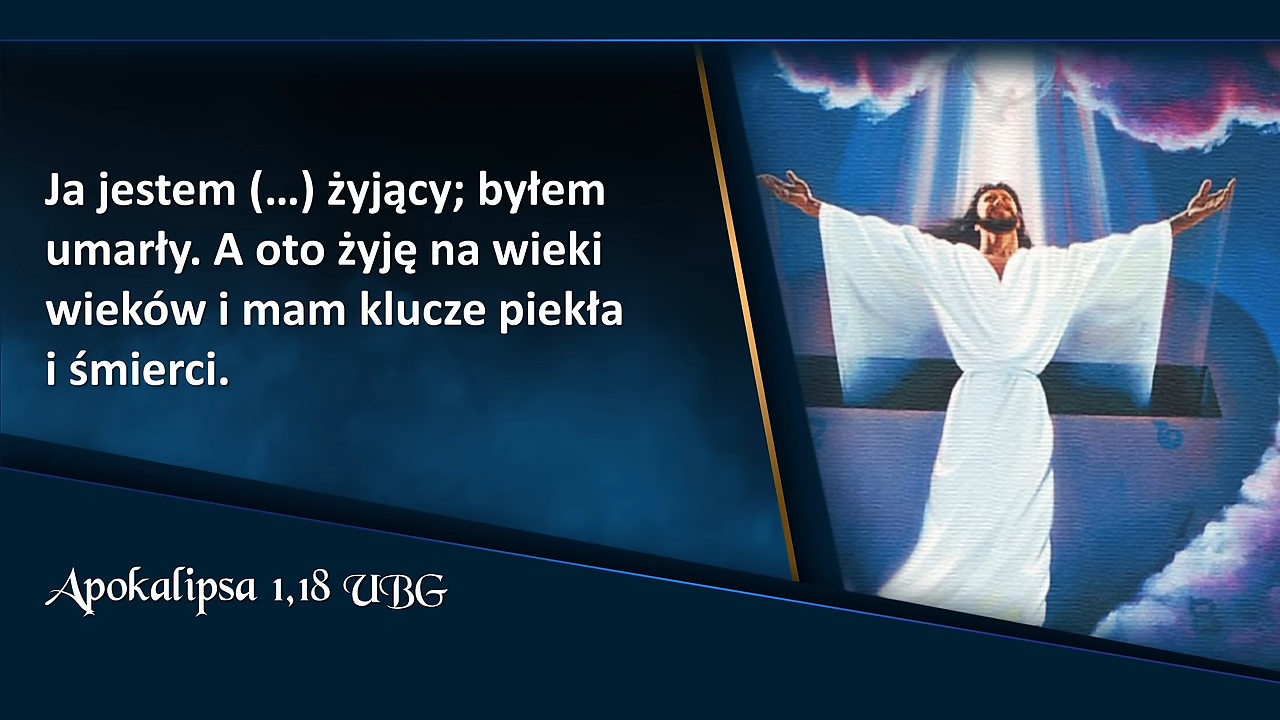 Ja jestem (...) żyjący; byłem
umarły. A oto żyję na wieki
wieków i mam klucze piekła
i śmierci.
Apokalipsa 1,18 UBG